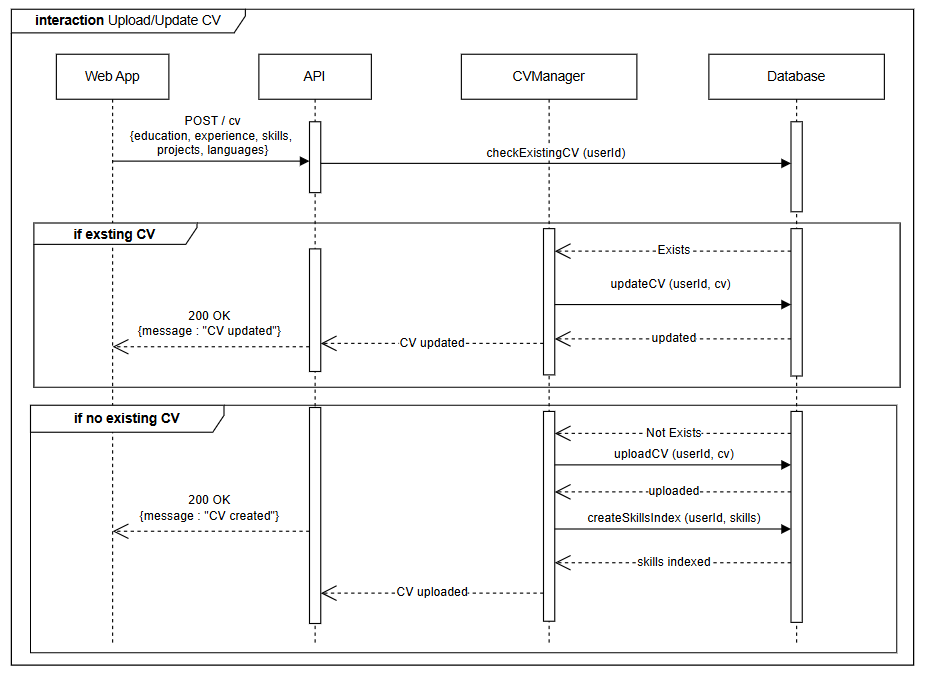 interaction Upload/Update CV
Web App
API
CVManager
Database
POST / cv
{education, experience, skills,
projects, languages}
checkExistingCV (userId)
if exsting CV
Exists
updateCV (userId, cv)
200 OK
{message : "CV updated"}
CV updated
updated
if no existing CV
Not Exists
uploadCV (userId, cv)
uploaded
200 OK
{message : "CV created"}
createSkillsIndex (userId, skills)
skills indexed
CV uploaded